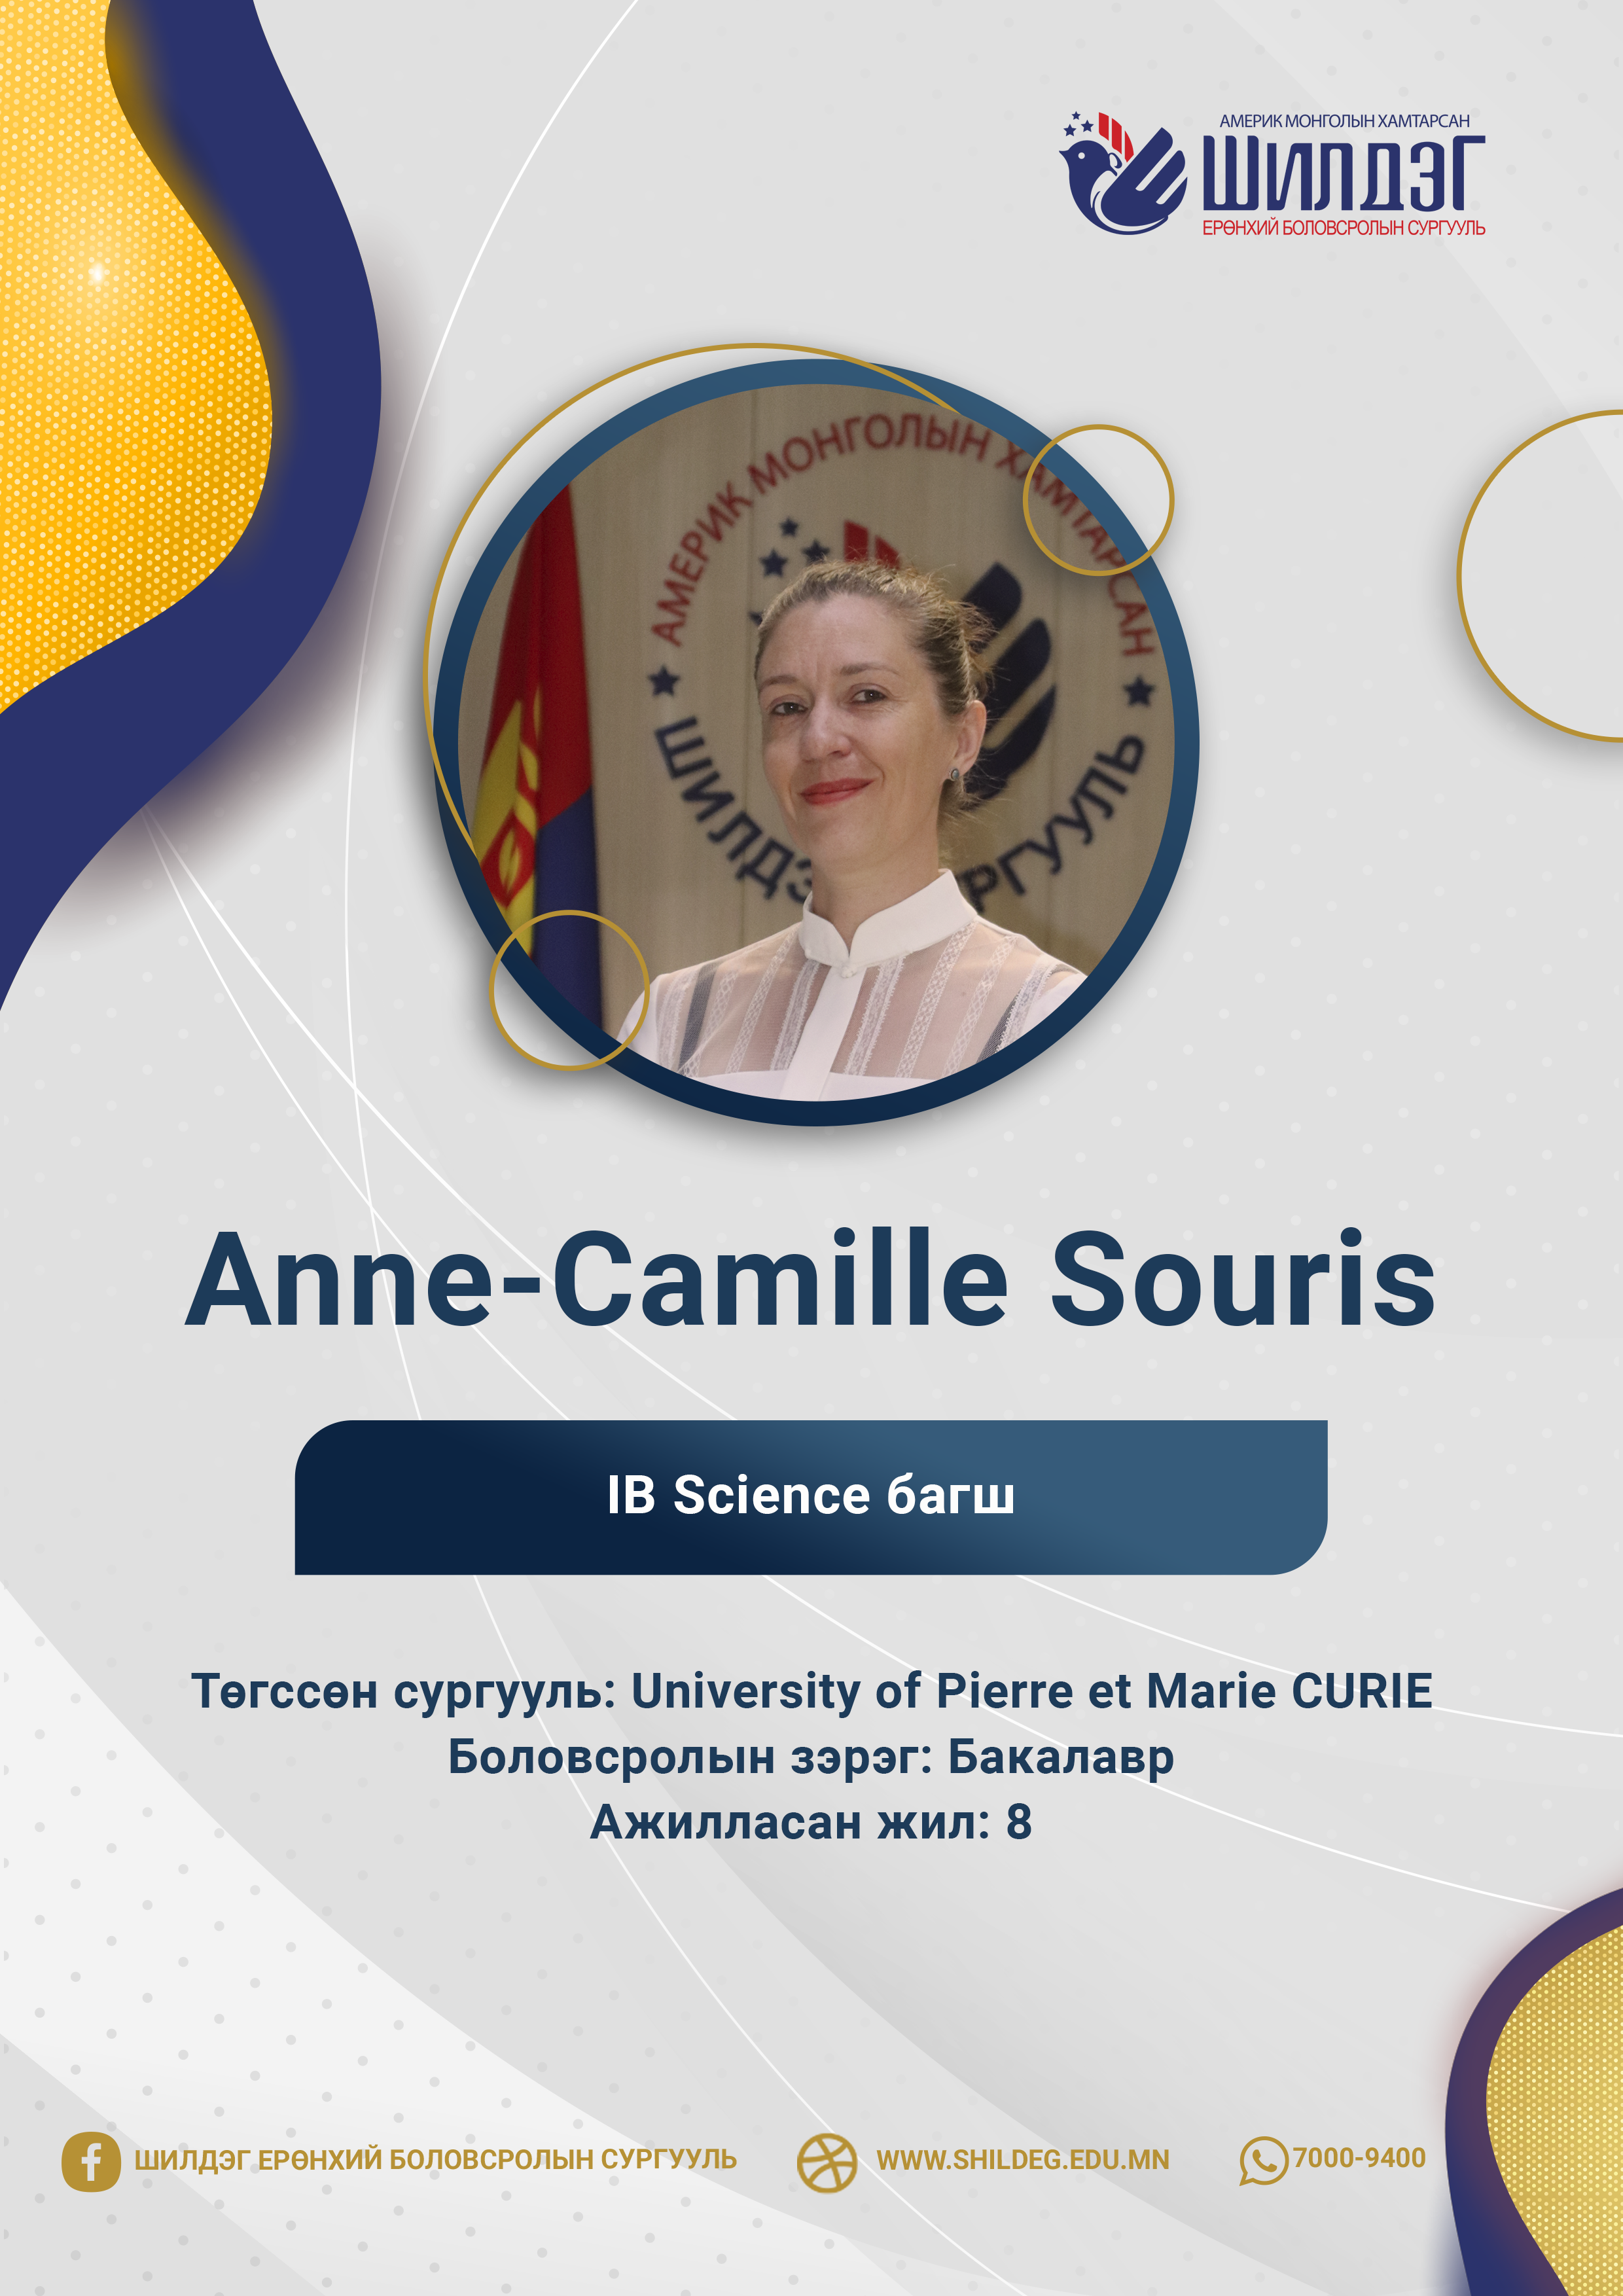 АМЕРИК МОНГОЛЫН ХАМТАРСАН
ШИЛДЭГ
ЕРӨНХИЙ БОЛОВСРОЛЫН СУРГУУЛЬ
АМЕРИК МОНГОЛЫН ХАМТАРСАН
Anne-Camille Souris
IB Science багш
Төгссөн сургууль: University of Pierre et Marie CURIE
Боловсролын зэрэг: Бакалавр
Ажилласан жил: 8
ШИЛДЭГ ЕРӨНХИЙ БОЛОВСРОЛЫН СУРГУУЛЬ
WWW.SHILDEG.EDU.MN
7000-9400